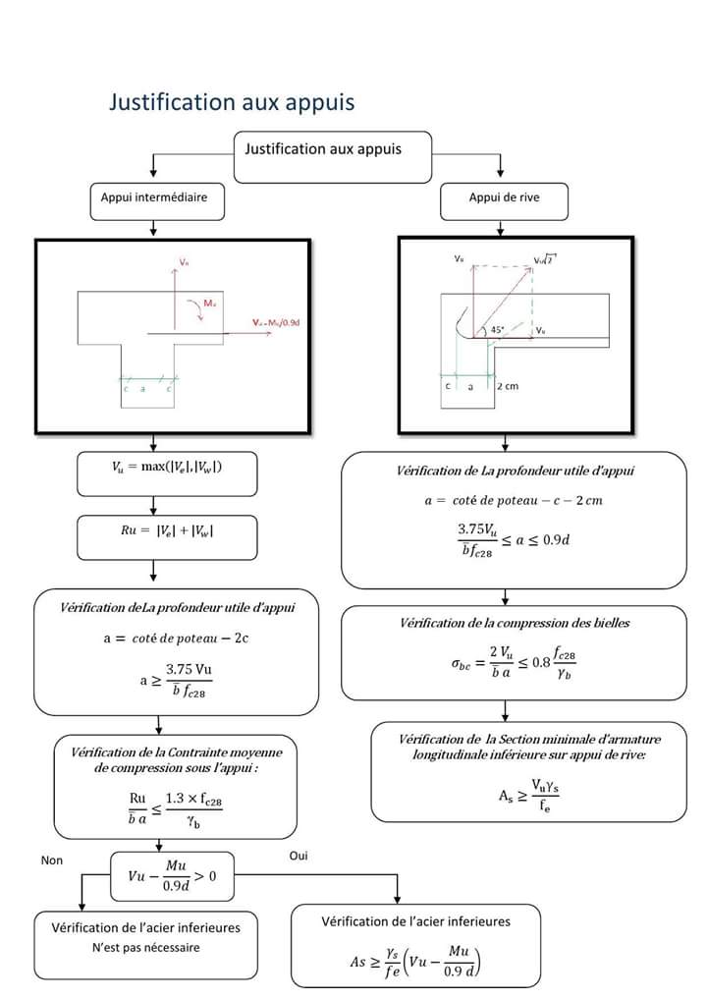 Justification aux appuis
Justification aux appuis
Appui intermédiaire
Appui de rive
Vu
Mu
Vu-Mu/0.9d
c a c
Vu
Vu√2
45°
Vu
c a 2 cm
Vu = max(|Ve|,|Vw|)
Ru = |Ve| + |Vw|
Vérification deLa profondeur utile d'appui
a = coté de poteau − 2c
a ≥ 3.75 Vu / b̄ fc28
Vérification de la Contrainte moyenne
de compression sous l'appui :
Ru / b̄ a ≤ 1.3 × fc28 / γb
Non
Vu − Mu / 0.9d > 0
Oui
Vérification de l'acier inferieures
N'est pas nécessaire
Vérification de l'acier inferieures
As ≥ γs / fe (Vu − Mu / 0.9 d)
Vérification de La profondeur utile d'appui
a = coté de poteau − c − 2 cm
3.75Vu / b̄fc28 ≤ a ≤ 0.9d
Vérification de la compression des bielles
σbc = 2 Vu / b̄ a ≤ 0.8 fc28 / γb
Vérification de la Section minimale d'armature
longitudinale inférieure sur appui de rive:
As ≥ Vuγs / fe